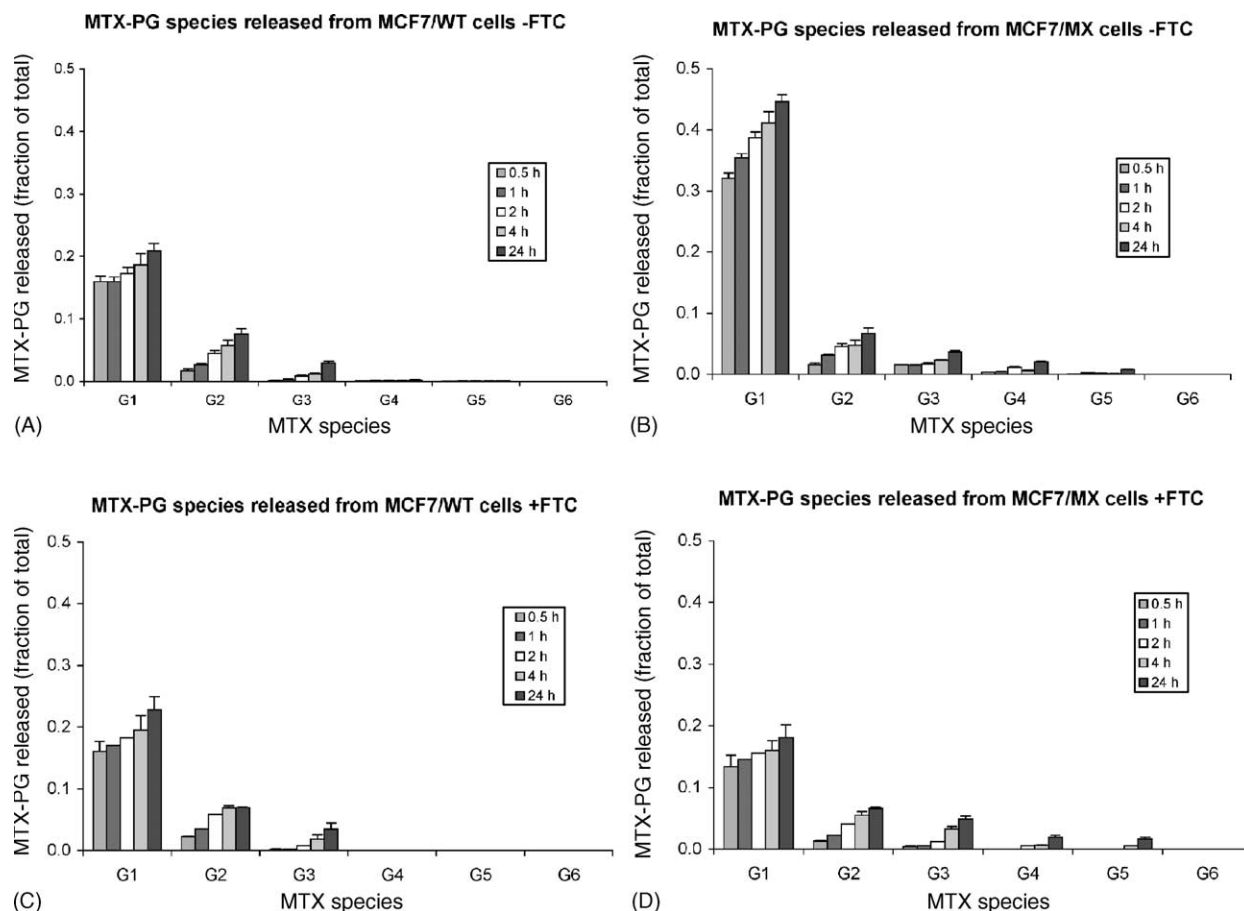 MTX-PG species released from MCF7/WT cells -FTC
MTX-PG released (fraction of total)
0.5
0.4
0.3
0.2
0.1
0.0
0.5 h
1 h
2 h
4 h
24 h
G1 G2 G3 G4 G5 G6
(A) MTX species
MTX-PG species released from MCF7/MX cells -FTC
MTX-PG released (fraction of total)
0.5
0.4
0.3
0.2
0.1
0.0
0.5 h
1 h
2 h
4 h
24 h
G1 G2 G3 G4 G5 G6
(B) MTX species
MTX-PG species released from MCF7/WT cells +FTC
MTX-PG released (fraction of total)
0.5
0.4
0.3
0.2
0.1
0.0
0.5 h
1 h
2 h
4 h
24 h
G1 G2 G3 G4 G5 G6
(C) MTX species
MTX-PG species released from MCF7/MX cells +FTC
MTX-PG released (fraction of total)
0.5
0.4
0.3
0.2
0.1
0.0
0.5 h
1 h
2 h
4 h
24 h
G1 G2 G3 G4 G5 G6
(D) MTX species